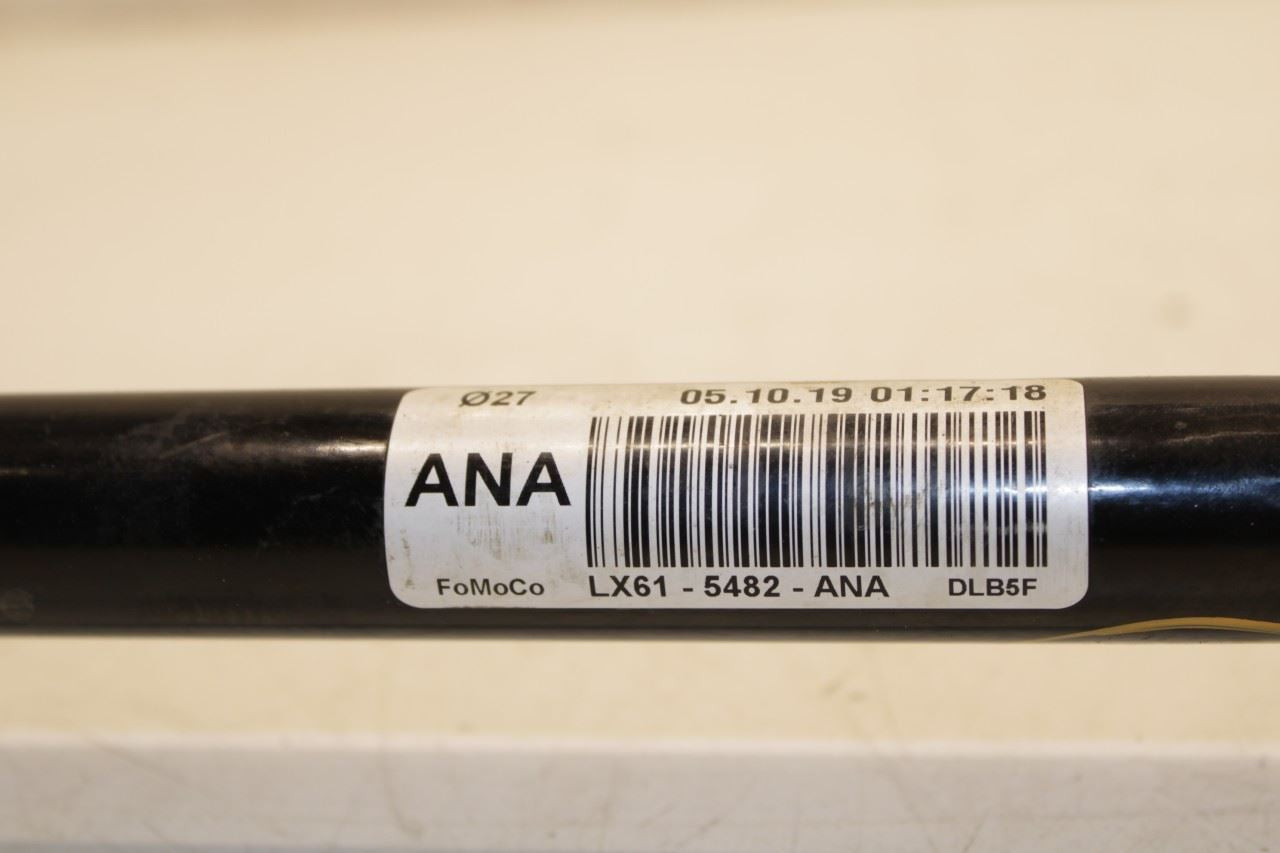 Ø27 05.10.19 01:17:18
ANA
FoMoCo LX61 - 5482 - ANA DLB5F